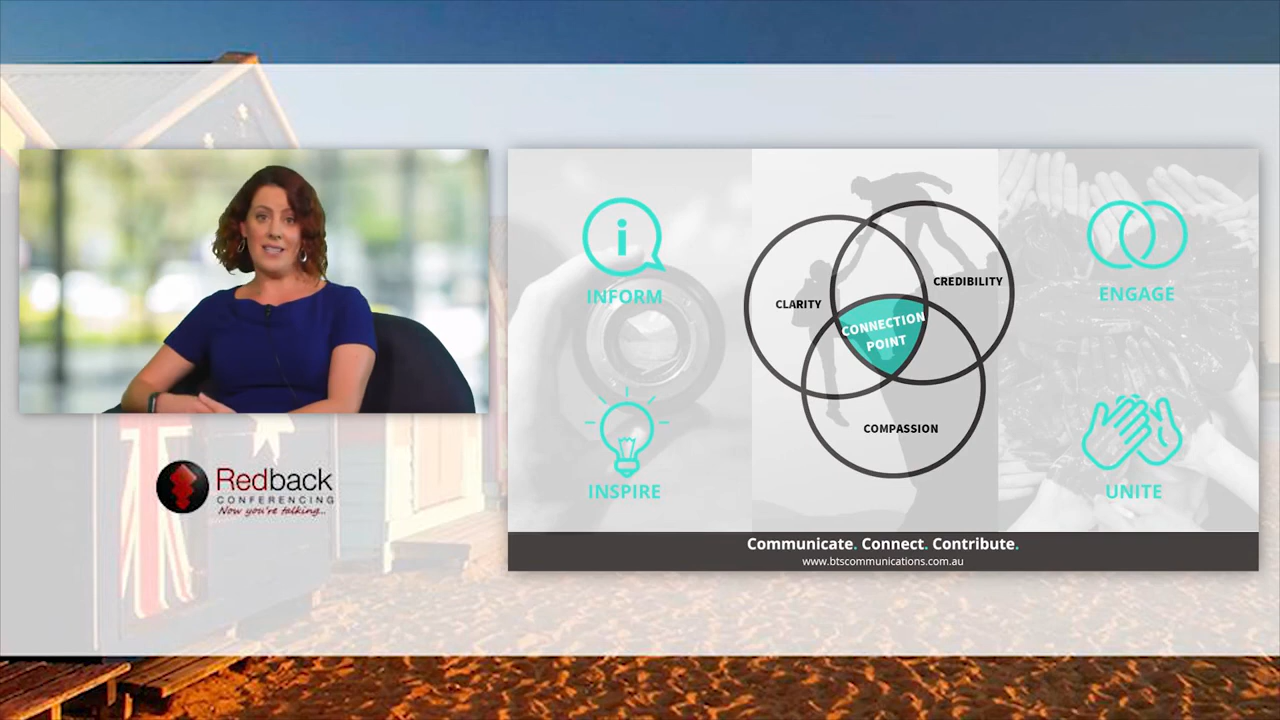 Redback
CONFERENCING
Now you're talking...
INFORM
INSPIRE
CLARITY
CREDIBILITY
CONNECTION
POINT
COMPASSION
ENGAGE
UNITE
Communicate. Connect. Contribute.
www.btscommunications.com.au